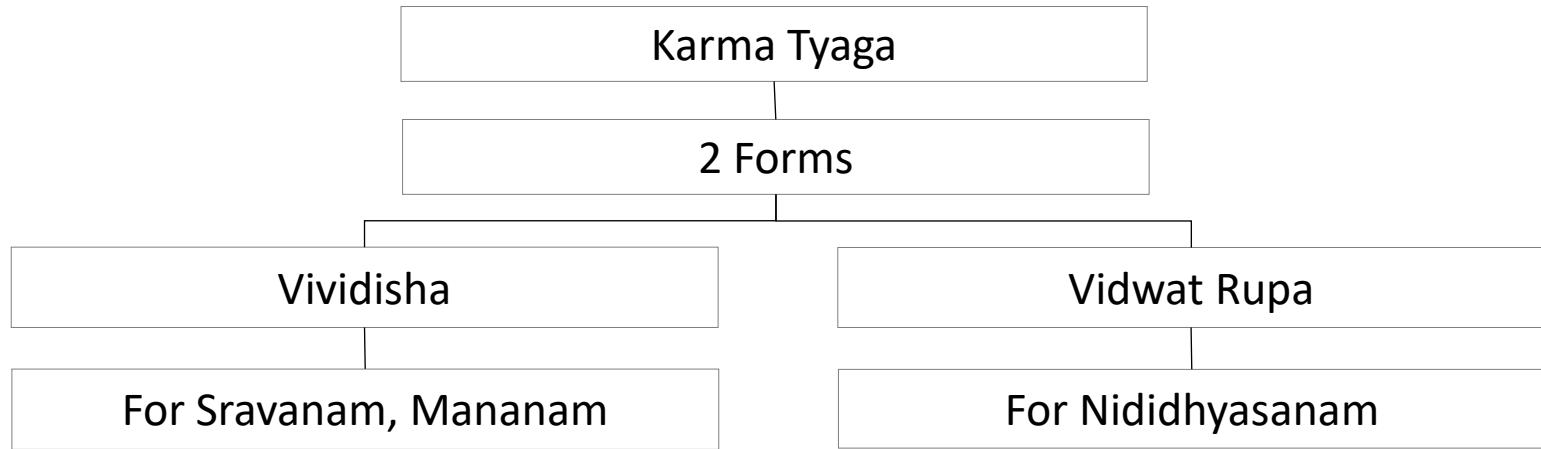 Karma Tyaga
2 Forms
Vividisha
Vidwat Rupa
For Sravanam, Mananam
For Nididhyasanam